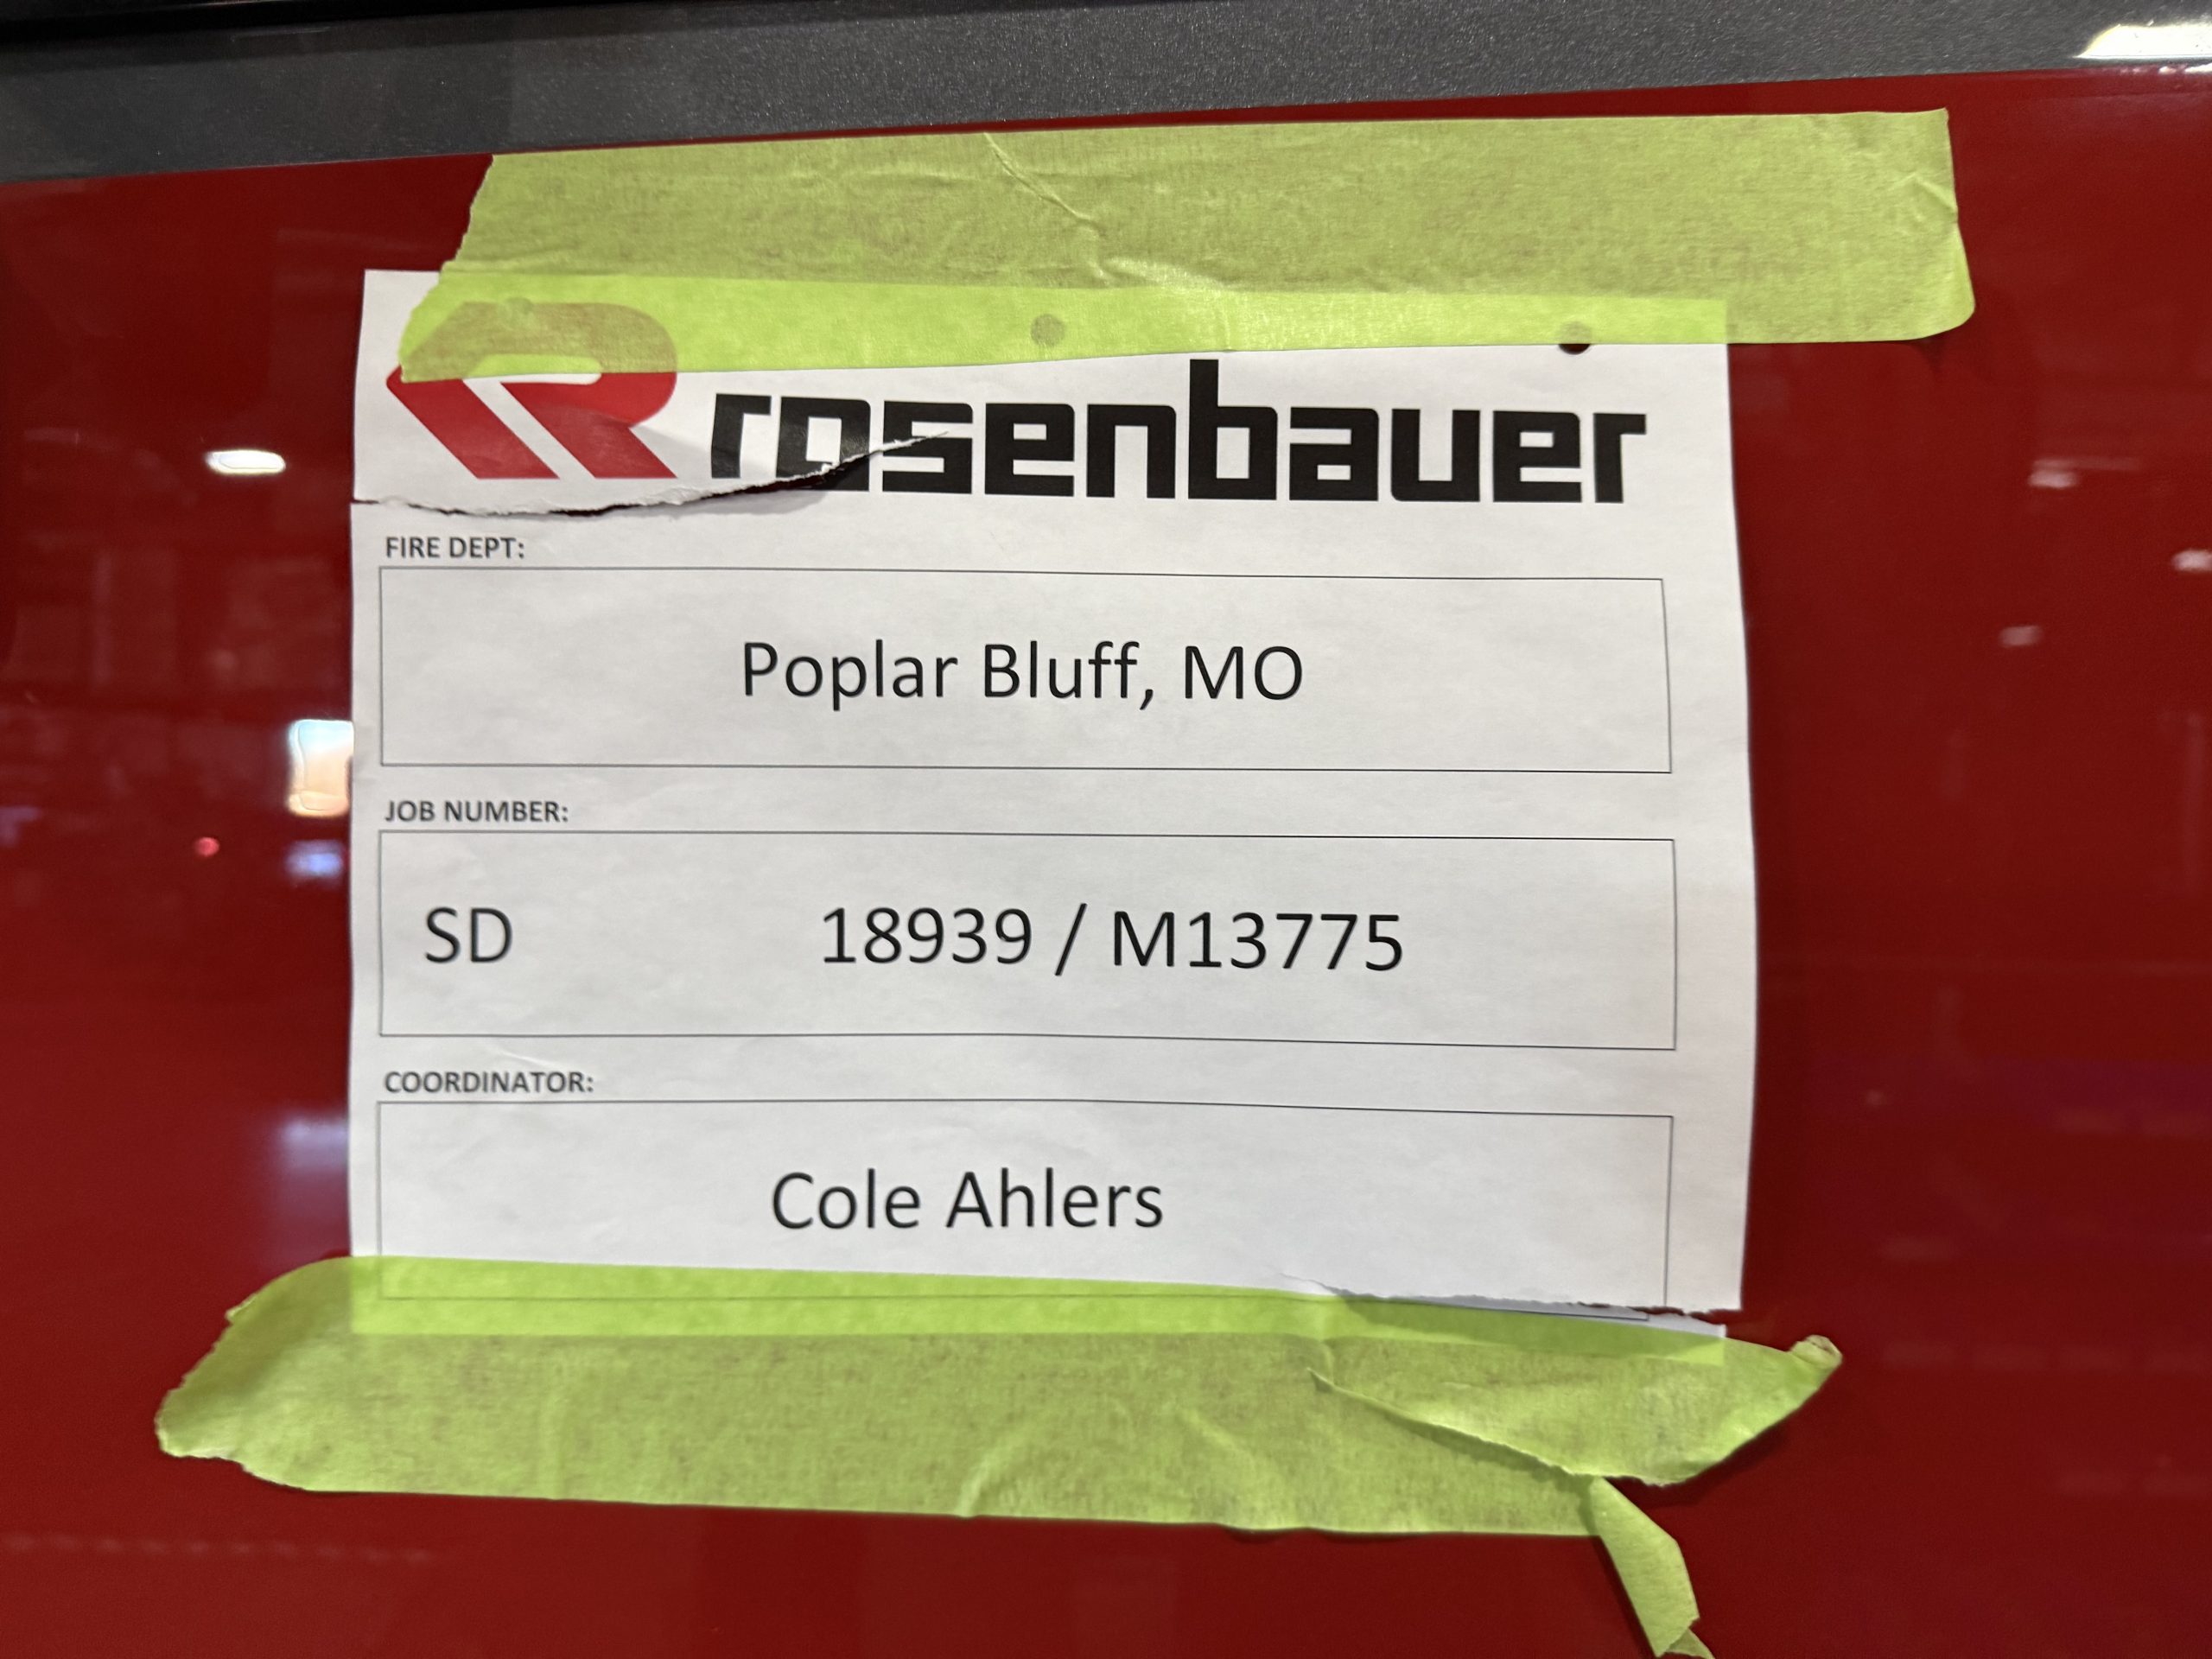 rosenbauer
FIRE DEPT:
Poplar Bluff, MO
JOB NUMBER:
SD 18939 / M13775
COORDINATOR:
Cole Ahlers